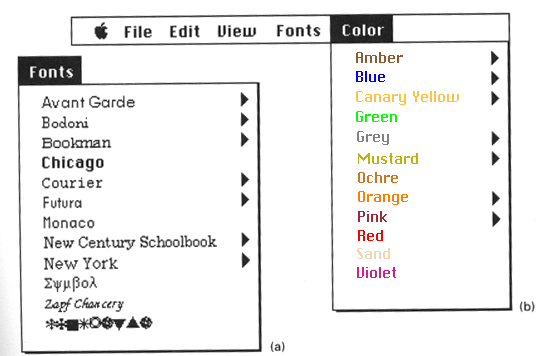 File Edit View Fonts Color
Fonts
Avant Garde
Bodoni
Bookman
Chicago
Courier
Futura
Monaco
New Century Schoolbook
New York
Σψμβολ
Zapf Chancery
(a)
Amber
Blue
Canary Yellow
Green
Grey
Mustard
Ochre
Orange
Pink
Red
Sand
Violet
(b)